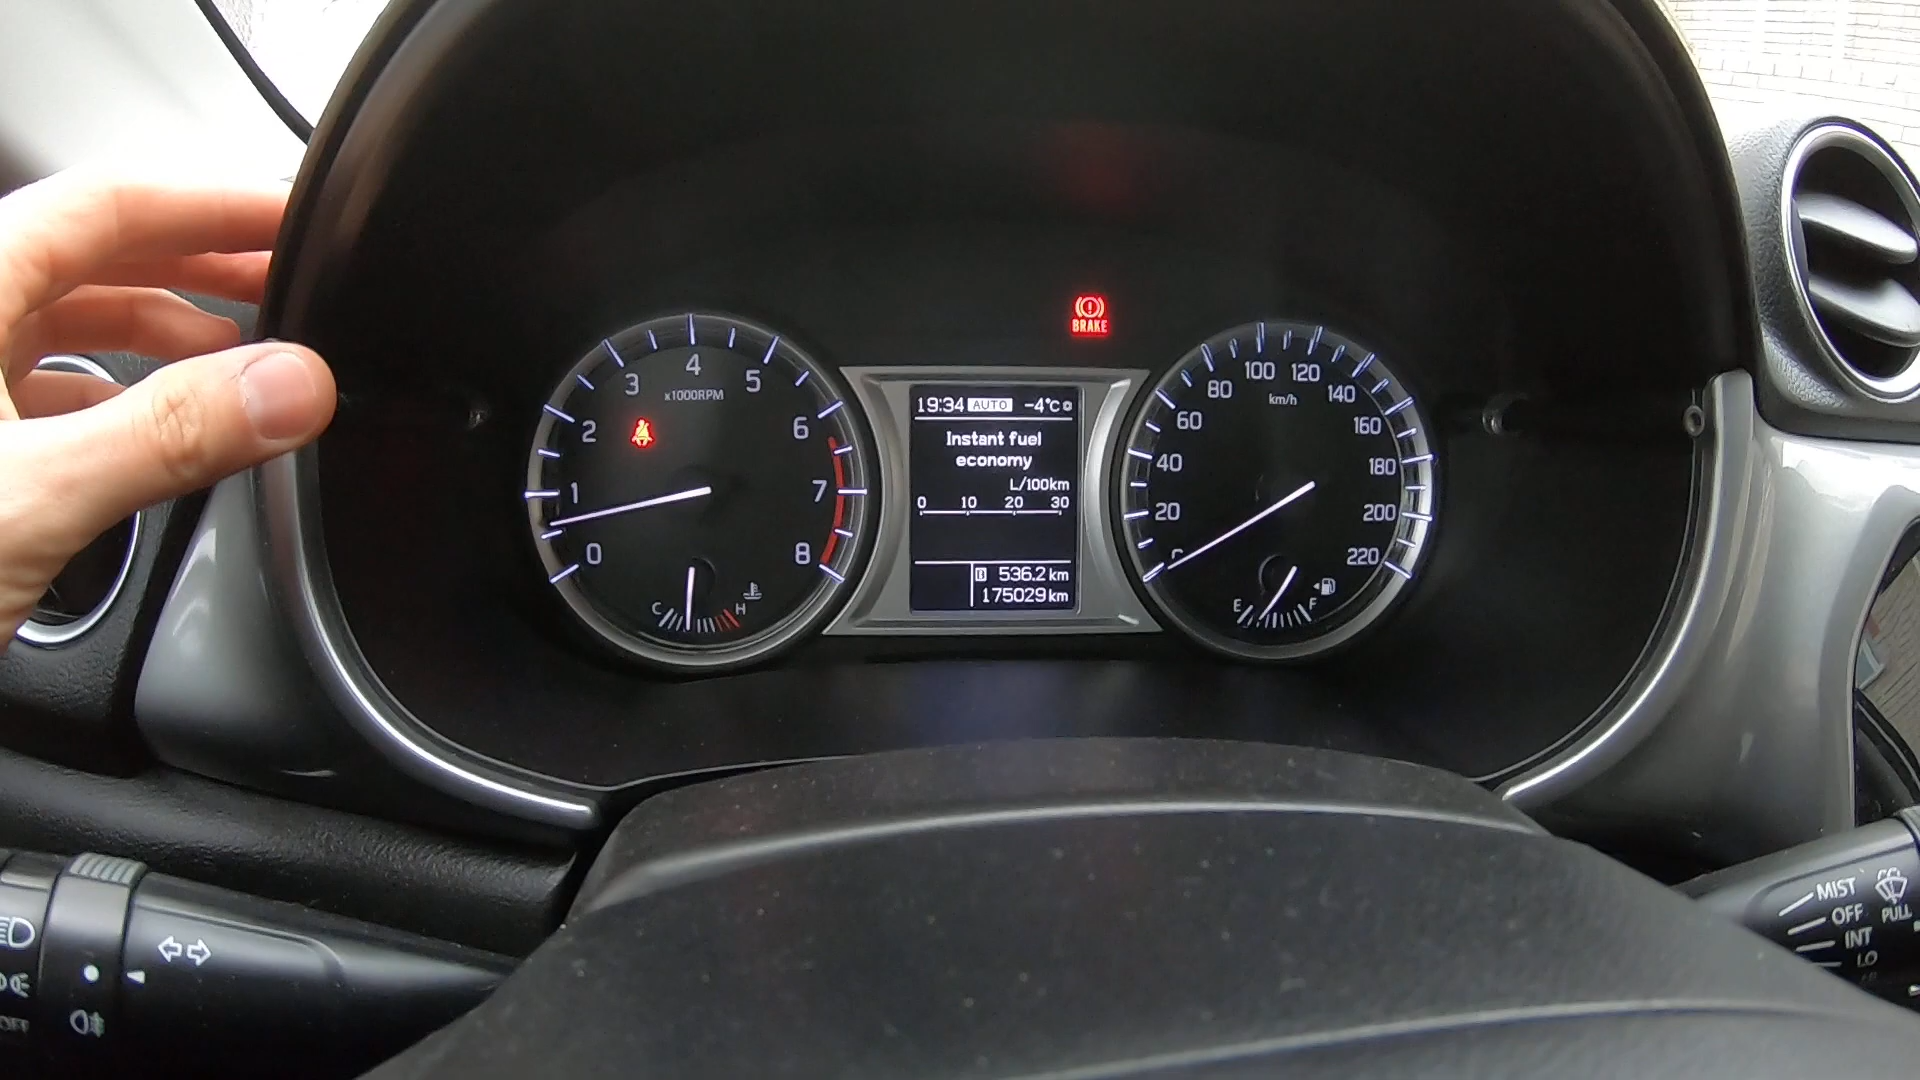 BRAKE
0
1
2
3
4
5
6
7
8
x1000RPM
C
H
19:34 AUTO -4°C
Instant fuel
economy
L/100km
0 10 20 30
B 536.2 km
175029 km
20
40
60
80
100
120
140
160
180
200
220
km/h
E
F
MIST
OFF
PULL
INT
LO
OFF